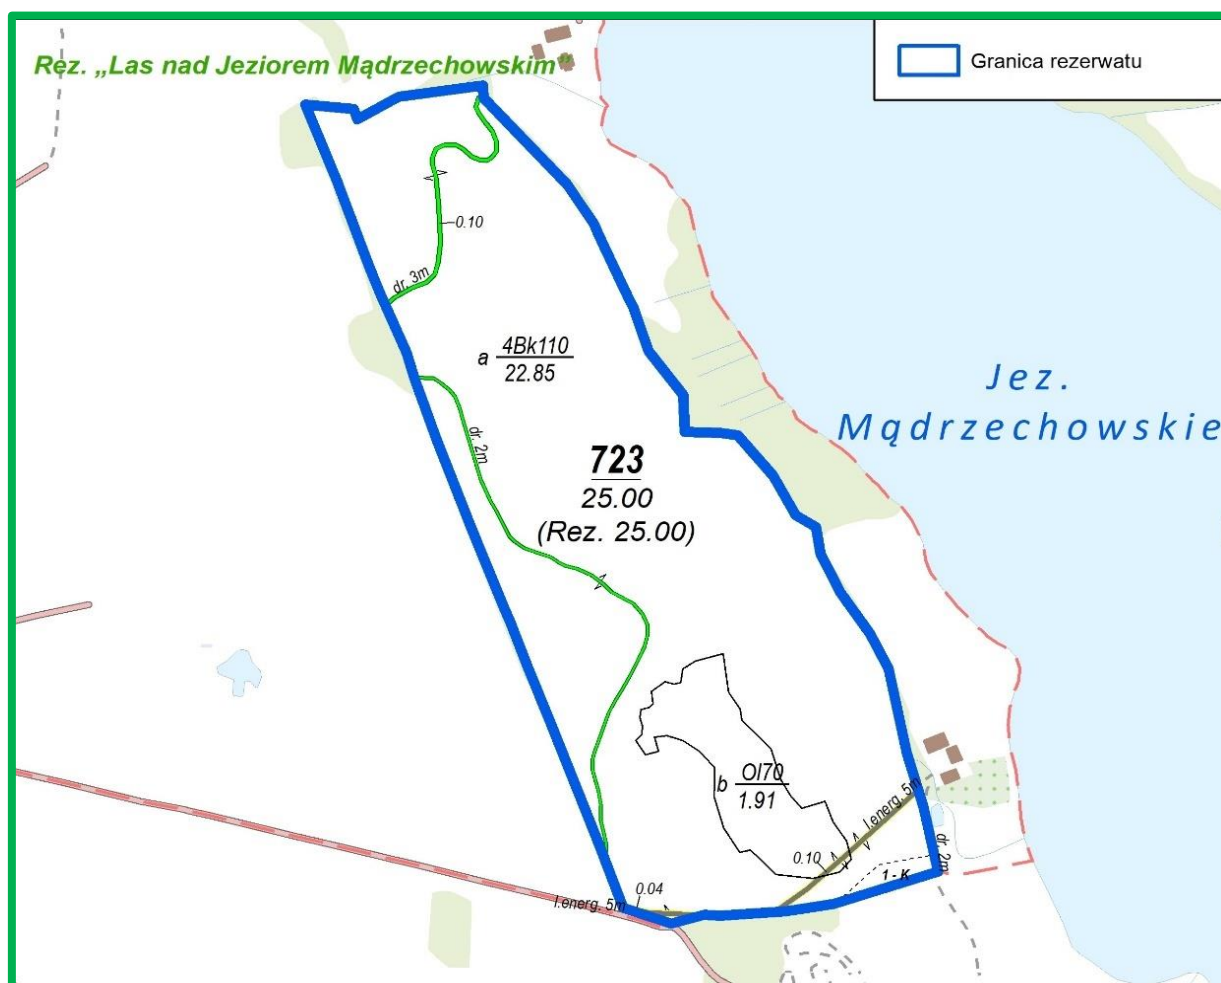 Rez. „Las nad Jeziorem Mądrzechowskim”
Granica rezerwatu
0.10
dr. 3m
a 4Bk110
22.85
Jez.
Mądrzechowskie
dr. 2m
723
25.00
(Rez. 25.00)
b Ol70
1.91
l.energ. 5m
dr. 2m
0.10
1 - K
0.04
l.energ. 5m